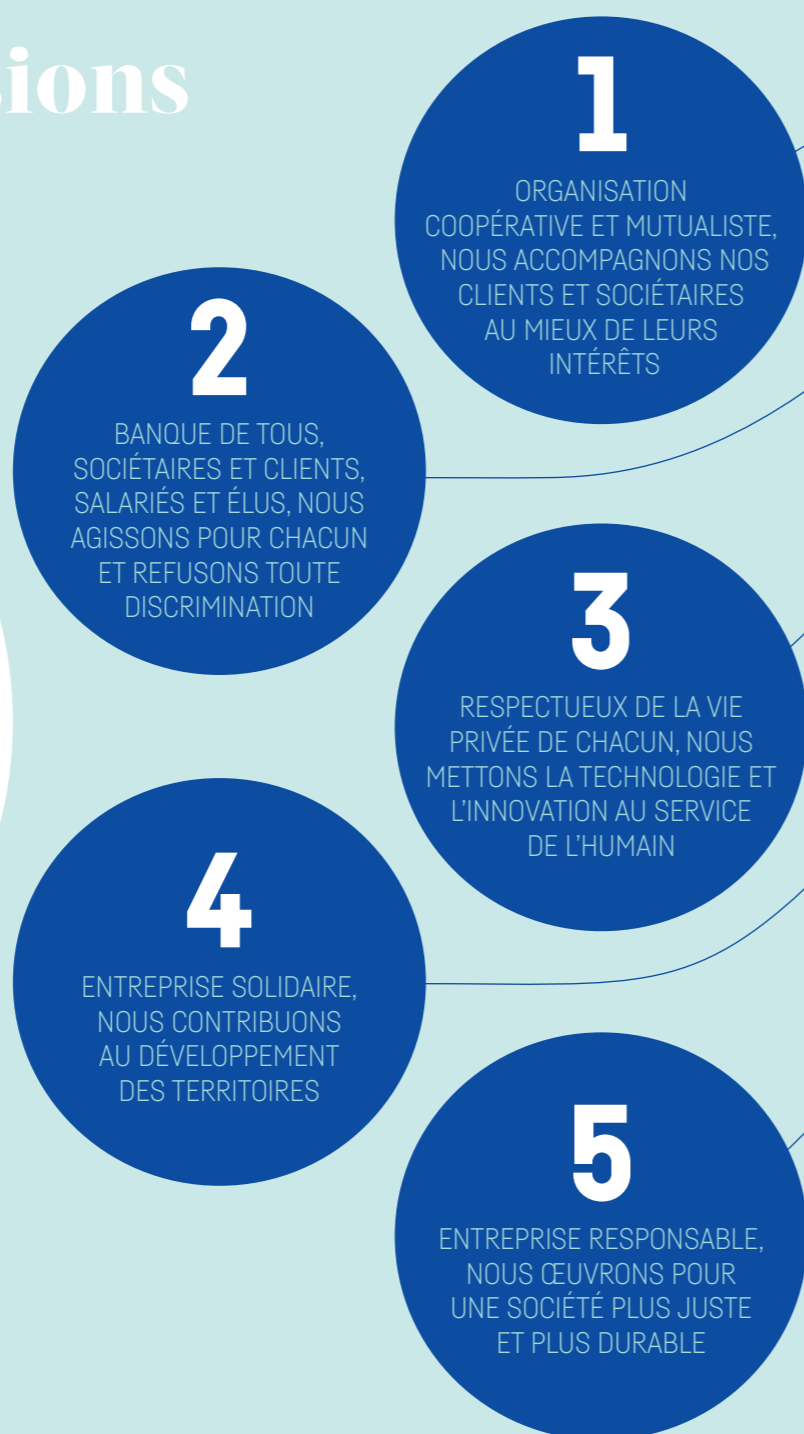 1
ORGANISATION
COOPÉRATIVE ET MUTUALISTE,
NOUS ACCOMPAGNONS NOS
CLIENTS ET SOCIÉTAIRES
AU MIEUX DE LEURS
INTÉRÊTS
2
BANQUE DE TOUS,
SOCIÉTAIRES ET CLIENTS,
SALARIÉS ET ÉLUS, NOUS
AGISSONS POUR CHACUN
ET REFUSONS TOUTE
DISCRIMINATION
3
RESPECTUEUX DE LA VIE
PRIVÉE DE CHACUN, NOUS
METTONS LA TECHNOLOGIE ET
L'INNOVATION AU SERVICE
DE L'HUMAIN
4
ENTREPRISE SOLIDAIRE,
NOUS CONTRIBUONS
AU DÉVELOPPEMENT
DES TERRITOIRES
5
ENTREPRISE RESPONSABLE,
NOUS ŒUVRONS POUR
UNE SOCIÉTÉ PLUS JUSTE
ET PLUS DURABLE